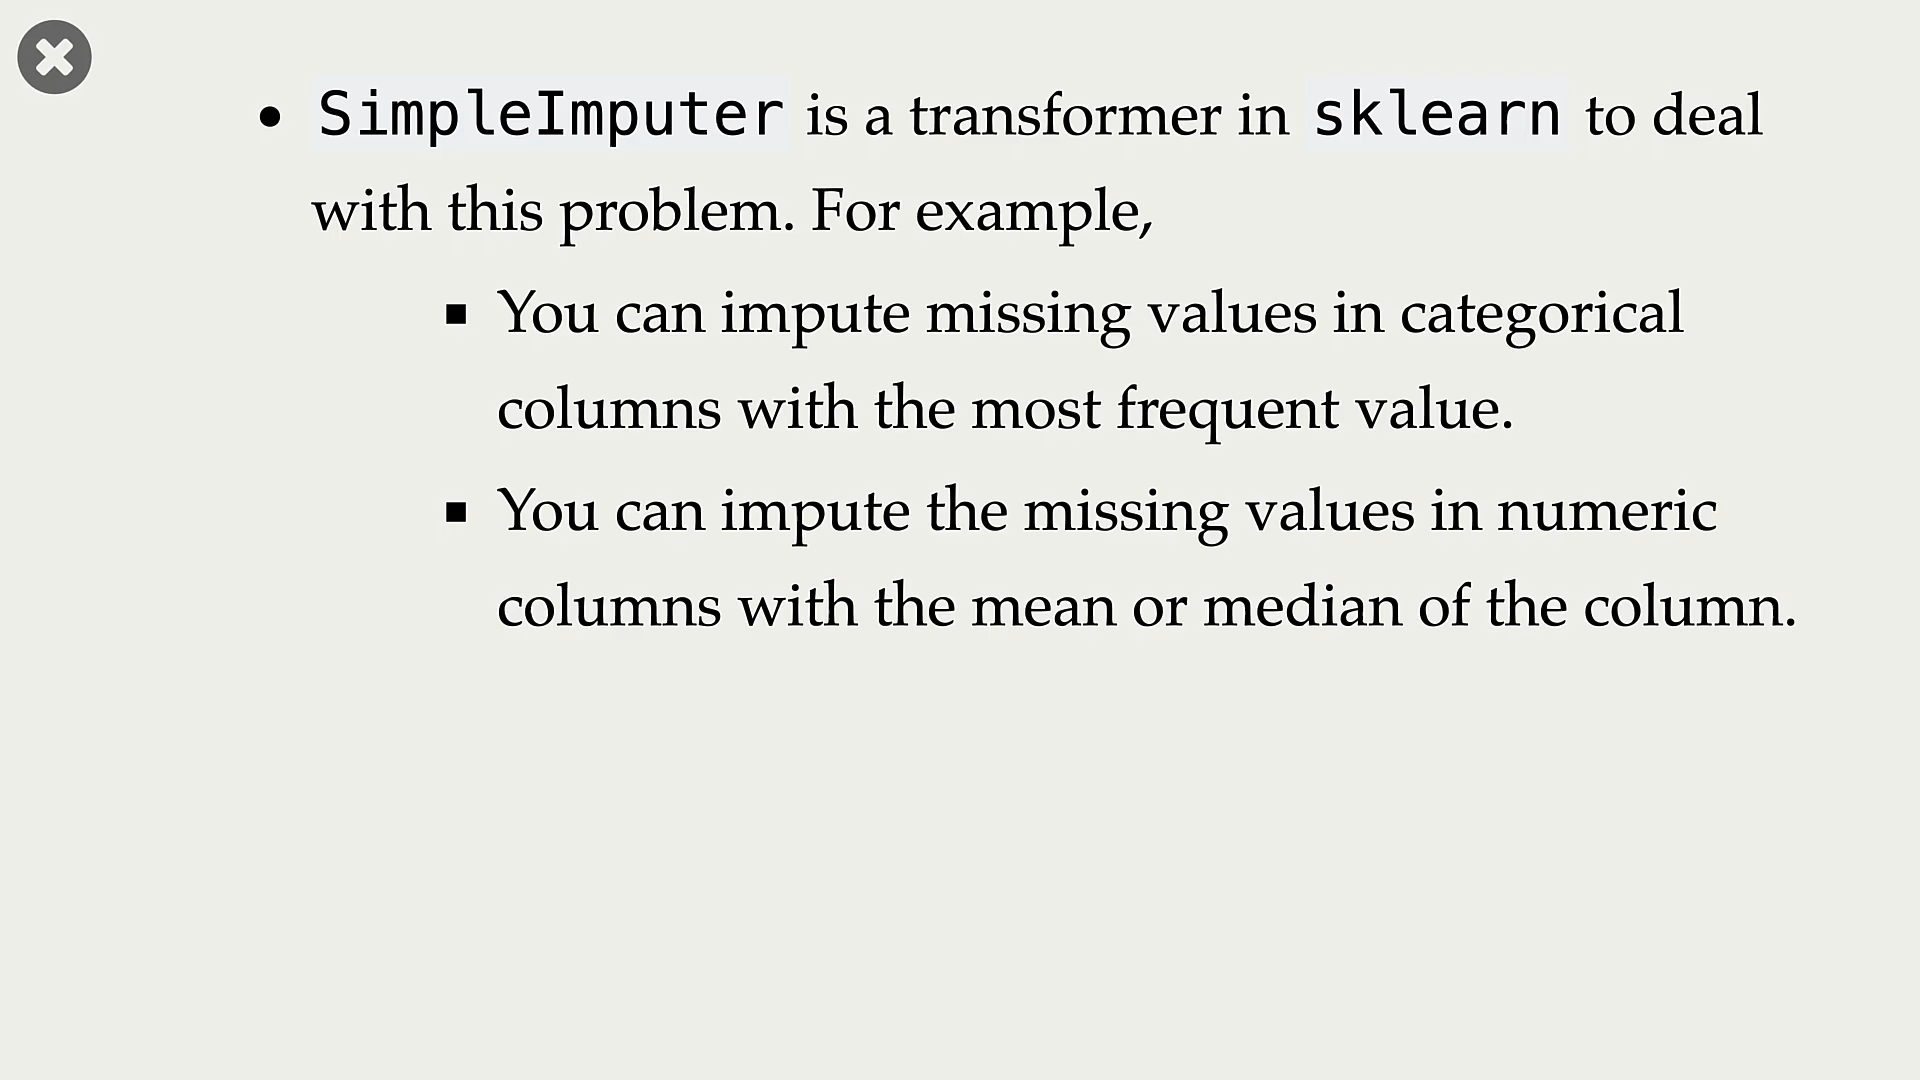 • SimpleImputer is a transformer in sklearn to deal
with this problem. For example,
▪ You can impute missing values in categorical
columns with the most frequent value.
▪ You can impute the missing values in numeric
columns with the mean or median of the column.